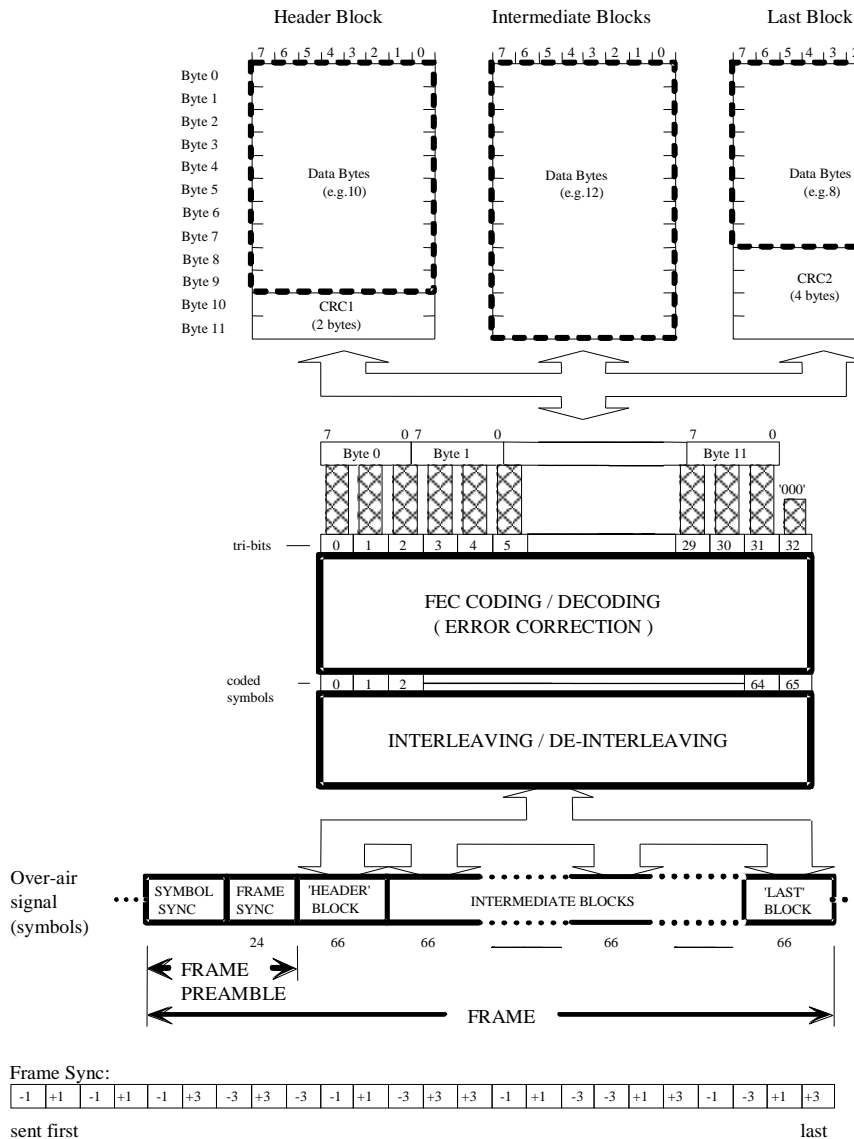 Header Block Intermediate Blocks Last Block
7 6 5 4 3 2 1 0 7 6 5 4 3 2 1 0 7 6 5 4 3
Byte 0
Byte 1
Byte 2
Byte 3
Byte 4
Byte 5
Byte 6
Byte 7
Byte 8
Byte 9
Byte 10
Byte 11
Data Bytes
(e.g.10)
CRC1
(2 bytes)
Data Bytes
(e.g.12)
Data Bytes
(e.g.8)
CRC2
(4 bytes)
7 0 7 0 7 0
Byte 0 Byte 1 Byte 11
'000'
tri-bits 0 1 2 3 4 5 29 30 31 32
FEC CODING / DECODING
( ERROR CORRECTION )
coded
symbols
0 1 2 64 65
INTERLEAVING / DE-INTERLEAVING
Over-air
signal
(symbols)
SYMBOL
SYNC
FRAME
SYNC
'HEADER'
BLOCK
INTERMEDIATE BLOCKS
'LAST'
BLOCK
24 66 66 66 66
FRAME
PREAMBLE
FRAME
Frame Sync:
-1 +1 -1 +1 -1 +3 -3 +3 -3 -1 +1 -3 +3 +3 -1 +1 -3 -3 +1 +3 -1 -3 +1 +3
sent first last